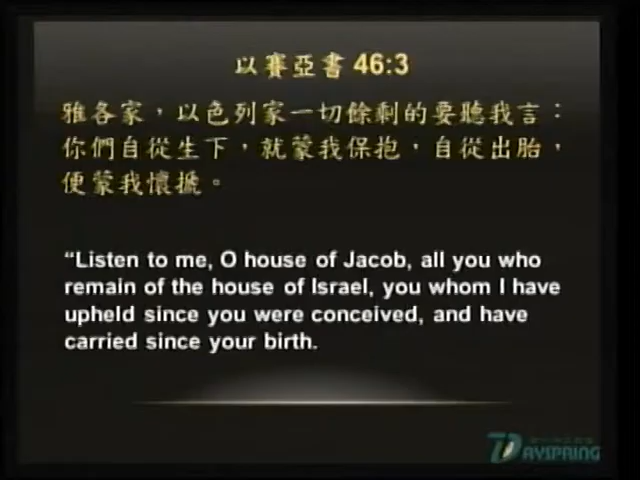 以賽亞書 46:3
雅各家，以色列家一切餘剩的要聽我言：
你們自從生下，就蒙我保抱，自從出胎，
便蒙我懷搋。
“Listen to me, O house of Jacob, all you who
remain of the house of Israel, you whom I have
upheld since you were conceived, and have
carried since your birth.
DAYSPRING